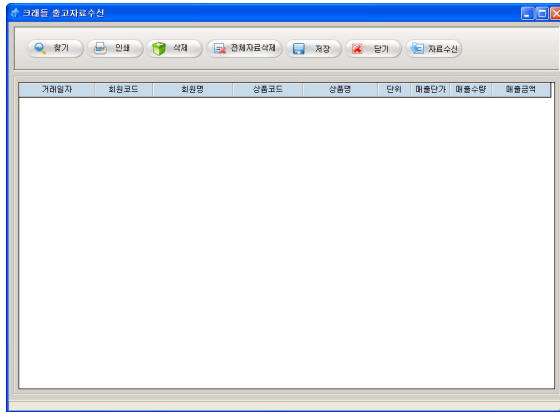 크래들 출고자료수신
찾기 인쇄 삭제 전체자료삭제 저장 닫기 자료수신
거래일자 회원코드 회원명 상품코드 상품명 단위 매출단가 매출수량 매출금액